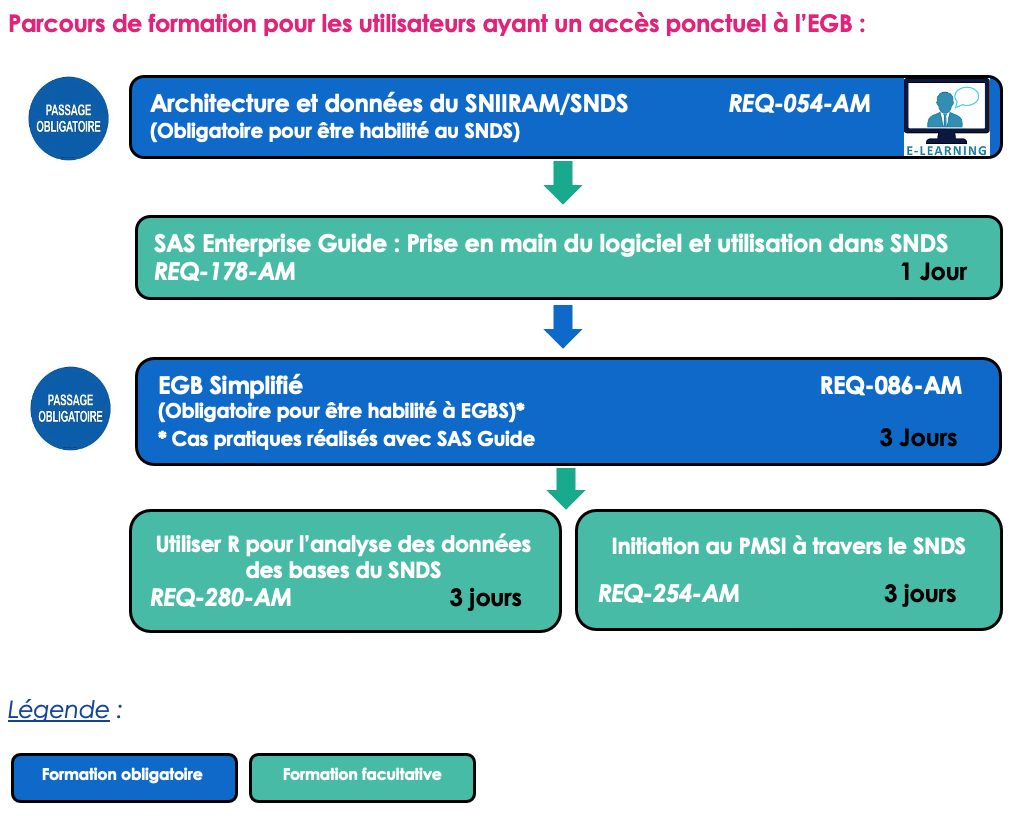 Parcours de formation pour les utilisateurs ayant un accès ponctuel à l'EGB :
PASSAGE
OBLIGATOIRE
Architecture et données du SNIIRAM/SNDS REQ-054-AM
(Obligatoire pour être habilité au SNDS)
E-LEARNING
SAS Enterprise Guide : Prise en main du logiciel et utilisation dans SNDS
REQ-178-AM 1 Jour
PASSAGE
OBLIGATOIRE
EGB Simplifié REQ-086-AM
(Obligatoire pour être habilité à EGBS)*
* Cas pratiques réalisés avec SAS Guide 3 Jours
Utiliser R pour l'analyse des données
des bases du SNDS
REQ-280-AM 3 jours
Initiation au PMSI à travers le SNDS
REQ-254-AM 3 jours
Légende :
Formation obligatoire
Formation facultative